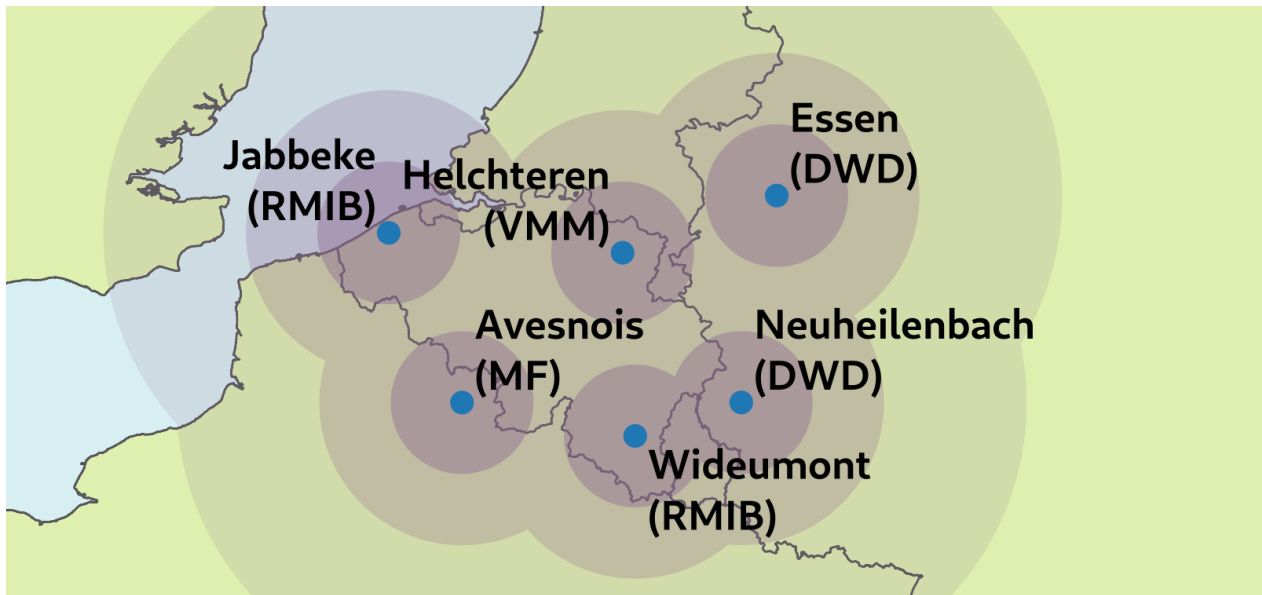 Essen
(DWD)
Jabbeke
(RMIB)
Helchteren
(VMM)
Avesnois
(MF)
Neuheilenbach
(DWD)
Wideumont
(RMIB)